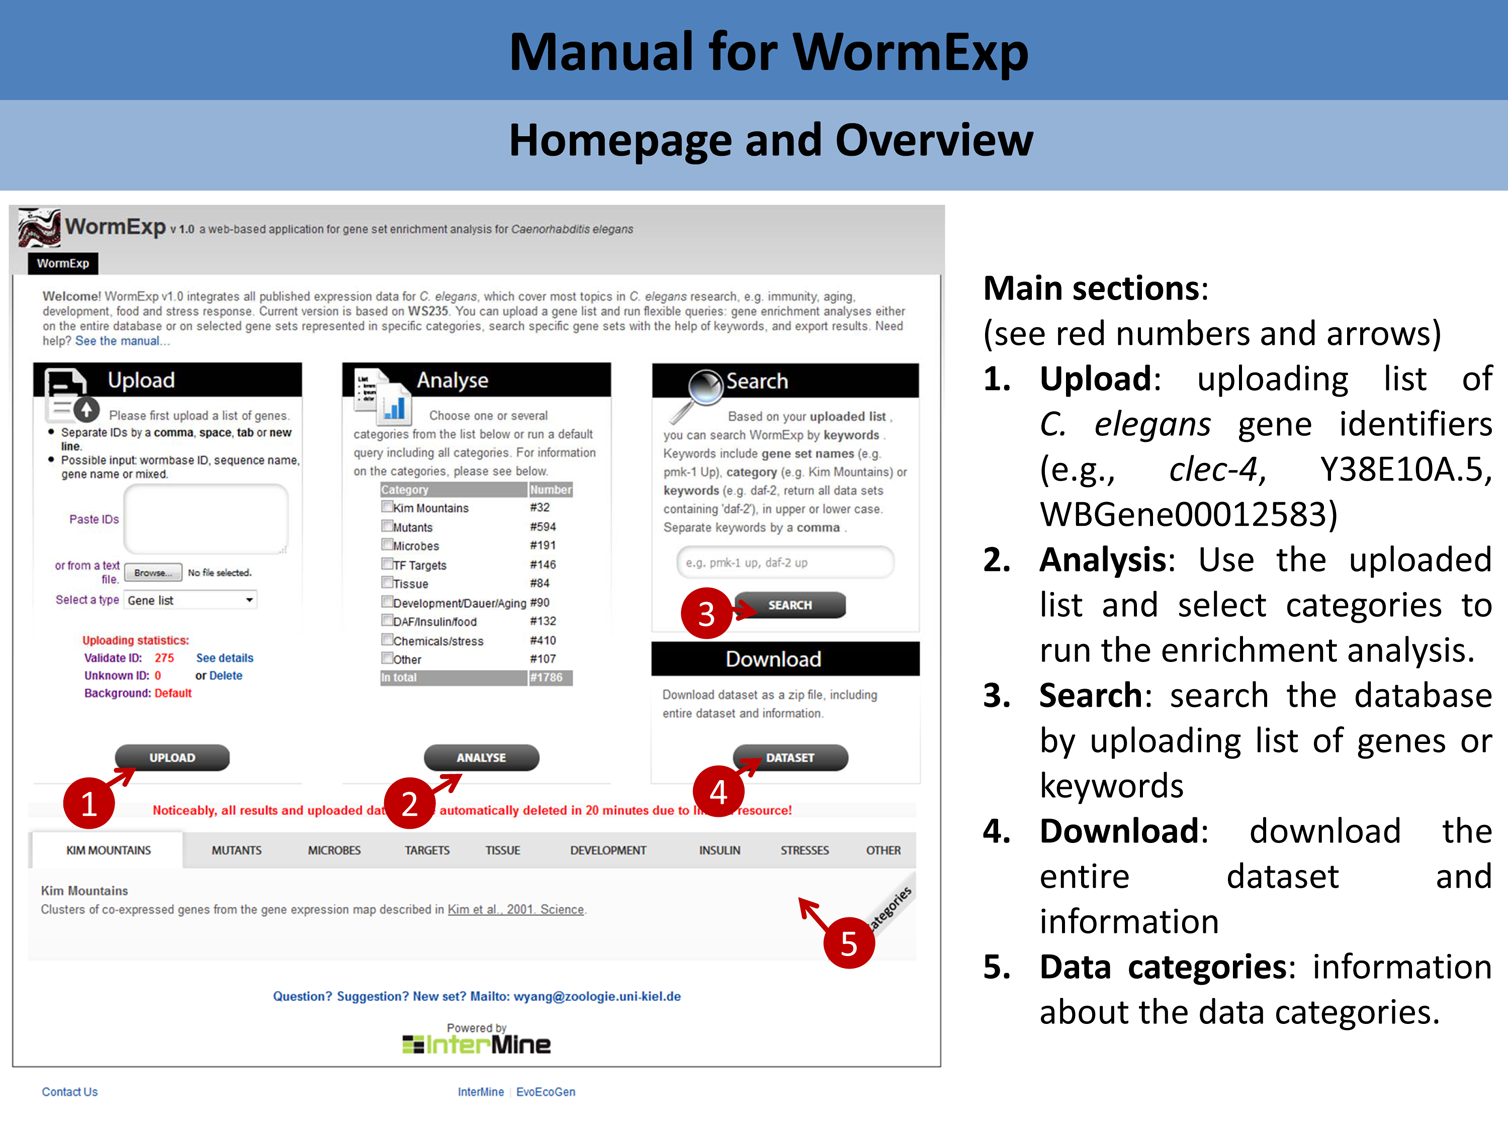 Manual for WormExp
Homepage and Overview
WormExp v 1.0 a web-based application for gene set enrichment analysis for Caenorhabditis elegans
WormExp
Welcome! WormExp v1.0 integrates all published expression data for C. elegans, which cover most topics in C. elegans research, e.g. immunity, aging,
development, food and stress response. Current version is based on WS235. You can upload a gene list and run flexible queries: gene enrichment analyses either
on the entire database or on selected gene sets represented in specific categories, search specific gene sets with the help of keywords, and export results. Need
help? See the manual...
Upload
Please first upload a list of genes.
• Separate IDs by a comma, space, tab or new
line.
• Possible input: wormbase ID, sequence name,
gene name or mixed.
Paste IDs
or from a text
file.
Browse... No file selected.
Select a type Gene list
Uploading statistics:
Validate ID: 275 See details
Unknown ID: 0 or Delete
Background: Default
UPLOAD
1
Analyse
List
Choose one or several
categories from the list below or run a default
query including all categories. For information
on the categories, please see below.
Category Number
Kim Mountains #32
Mutants #594
Microbes #191
TF Targets #146
Tissue #84
Development/Dauer/Aging #90
DAF/Insulin/food #132
Chemicals/stress #410
Other #107
In total #1786
ANALYSE
2
Search
Based on your uploaded list ,
you can search WormExp by keywords .
Keywords include gene set names (e.g.
pmk-1 Up), category (e.g. Kim Mountains) or
keywords (e.g. daf-2, return all data sets
containing 'daf-2'), in upper or lower case.
Separate keywords by a comma .
e.g. pmk-1 up, daf-2 up
3
SEARCH
Download
Download dataset as a zip file, including
entire dataset and information.
DATASET
4
Noticeably, all results and uploaded automatically deleted in 20 minutes due to resource!
KIM MOUNTAINS MUTANTS MICROBES TARGETS TISSUE DEVELOPMENT INSULIN STRESSES OTHER
Kim Mountains
Clusters of co-expressed genes from the gene expression map described in Kim et al., 2001. Science.
5
Question? Suggestion? New set? Mailto: wyang@zoologie.uni-kiel.de
Powered by
InterMine
Contact Us
InterMine | EvoEcoGen
Main sections:
(see red numbers and arrows)
1. Upload: uploading list of
C. elegans gene identifiers
(e.g., clec-4, Y38E10A.5,
WBGene00012583)
2. Analysis: Use the uploaded
list and select categories to
run the enrichment analysis.
3. Search: search the database
by uploading list of genes or
keywords
4. Download: download the
entire dataset and
information
5. Data categories: information
about the data categories.